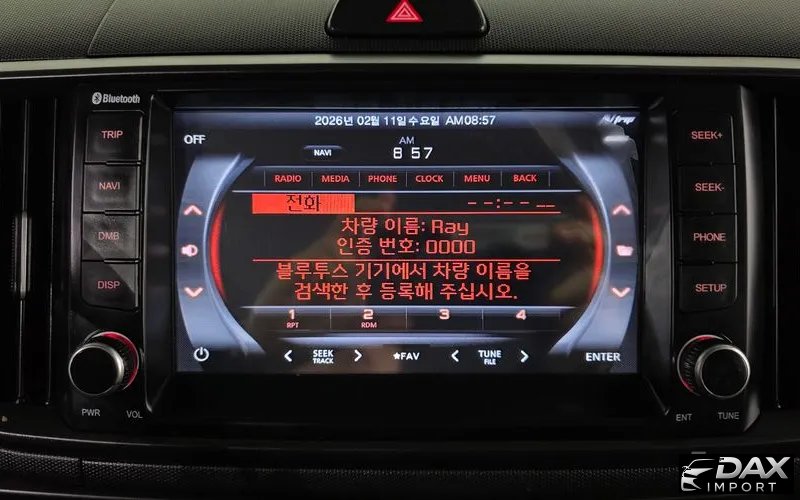 Bluetooth
TRIP
NAVI
DMB
DISP
PWR
VOL
2026년 02월 11일 수요일 AM08:57
OFF
NAVI
AM
8 57
RADIO MEDIA PHONE CLOCK MENU BACK
전화
--:-- --
차량 이름: Ray
인증 번호: 0000
블루투스 기기에서 차량 이름을
검색한 후 등록해 주십시오.
1 2 3 4
RPT RDM
SEEK
TRACK
★FAV
TUNE
FILE
ENTER
SEEK+
SEEK-
PHONE
SETUP
ENT
TUNE
DAX
IMPORT